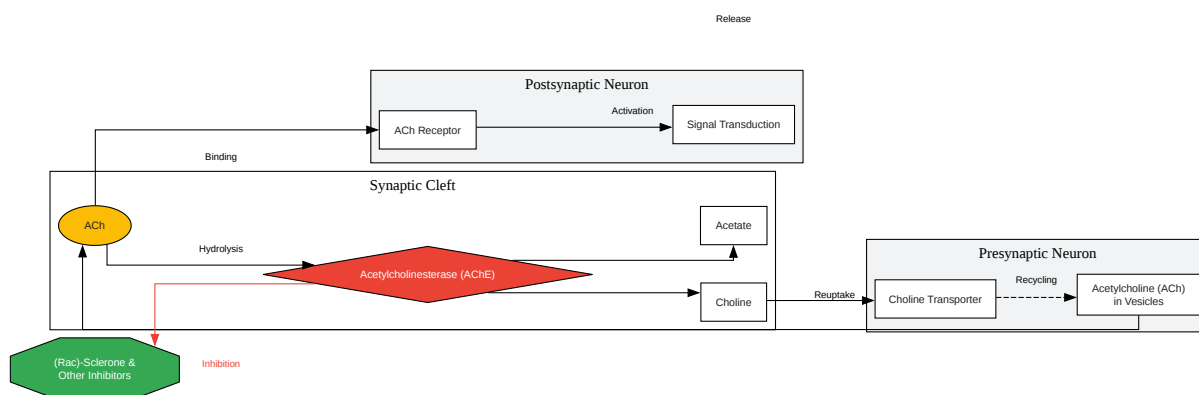 Release
Postsynaptic Neuron
ACh Receptor
Activation
Signal Transduction
Binding
Synaptic Cleft
ACh
Hydrolysis
Acetylcholinesterase (AChE)
Acetate
Choline
Reuptake
Presynaptic Neuron
Choline Transporter
Recycling
Acetylcholine (ACh)
in Vesicles
(Rac)-Sclerone &
Other Inhibitors
Inhibition